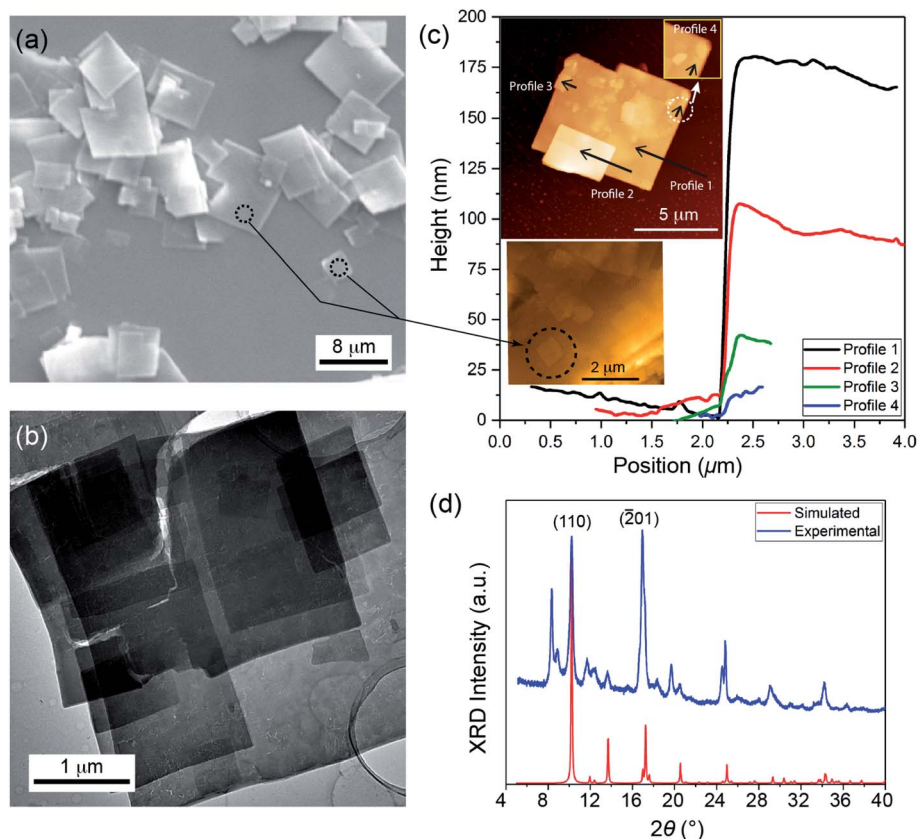 (a)
8 μm
(b)
1 μm
(c)
200
175
150
125
100
75
50
25
0
Height (nm)
0.0 0.5 1.0 1.5 2.0 2.5 3.0 3.5 4.0
Position (μm)
Profile 4
Profile 3
Profile 2
Profile 1
5 μm
2 μm
Profile 1
Profile 2
Profile 3
Profile 4
(d)
(110)
(2̅01)
Simulated
Experimental
XRD Intensity (a.u.)
4 8 12 16 20 24 28 32 36 40
2θ (°)